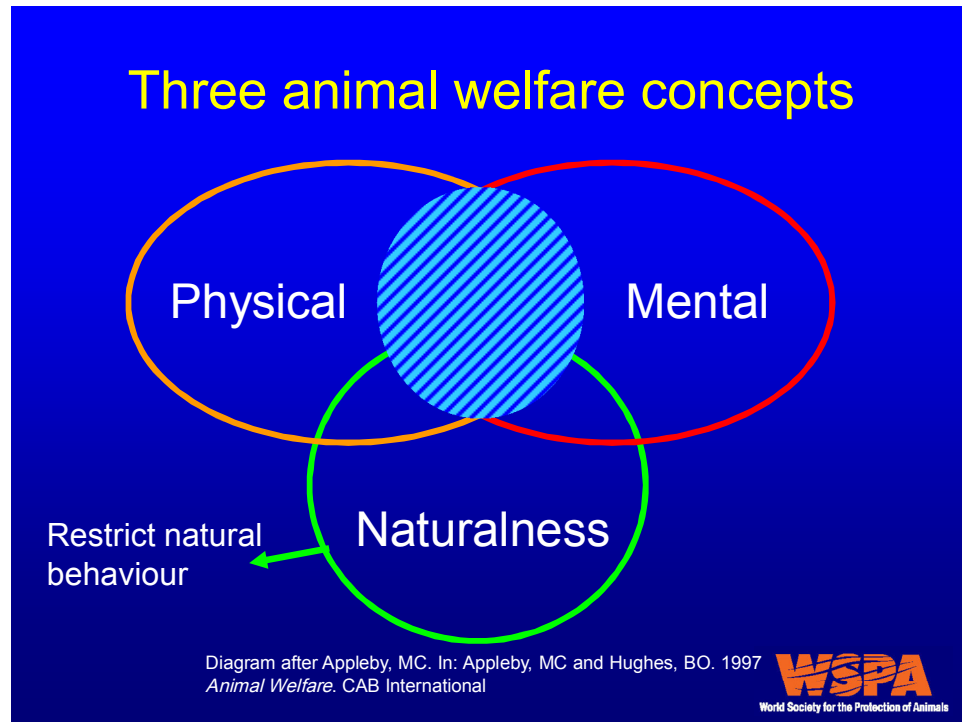 Three animal welfare concepts
Physical
Mental
Naturalness
Restrict natural
behaviour
Diagram after Appleby, MC. In: Appleby, MC and Hughes, BO. 1997
Animal Welfare. CAB International
WSPA
World Society for the Protection of Animals